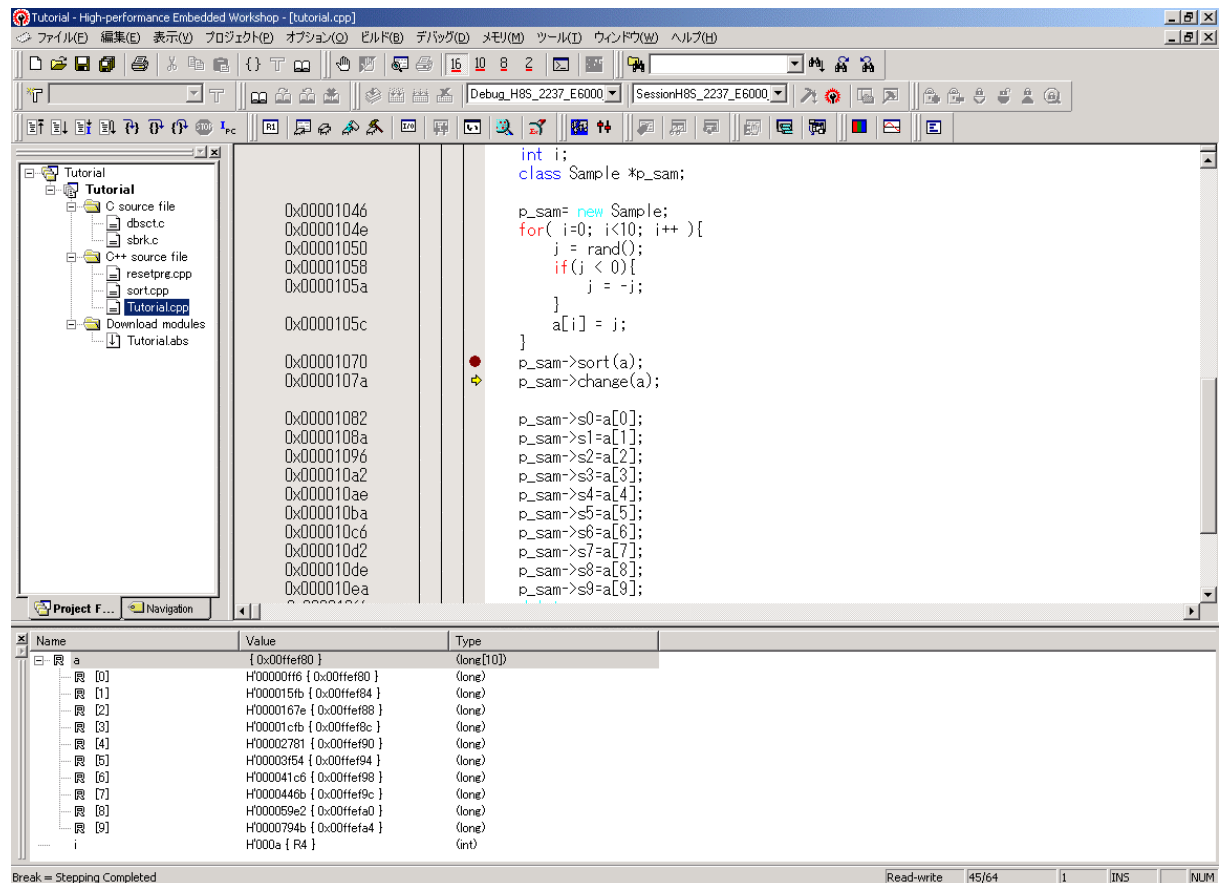 Tutorial - High-performance Embedded Workshop - [tutorial.cpp]
ファイル(F) 編集(E) 表示(V) プロジェクト(P) オプション(O) ビルド(B) デバッグ(D) メモリ(M) ツール(T) ウィンドウ(W) ヘルプ(H)
16 10 8 2
Debug_H8S_2237_E6000_ SessionH8S_2237_E6000_
Tutorial
Tutorial
C source file
dbsct.c
sbrk.c
C++ source file
resetprg.cpp
sort.cpp
Tutorial.cpp
Download modules
Tutorial.abs
Project F... Navigation
int i;
class Sample *p_sam;
0x00001046 p_sam= new Sample;
0x0000104e for( i=0; i<10; i++ ){
0x00001050 j = rand();
0x00001058 if(j < 0){
0x0000105a j = -j;
}
0x0000105c a[i] = j;
}
0x00001070 p_sam->sort(a);
0x0000107a p_sam->change(a);
0x00001082 p_sam->s0=a[0];
0x0000108a p_sam->s1=a[1];
0x00001096 p_sam->s2=a[2];
0x000010a2 p_sam->s3=a[3];
0x000010ae p_sam->s4=a[4];
0x000010ba p_sam->s5=a[5];
0x000010c6 p_sam->s6=a[6];
0x000010d2 p_sam->s7=a[7];
0x000010de p_sam->s8=a[8];
0x000010ea p_sam->s9=a[9];
Name Value Type
R a { 0x00ffef80 } (long[10])
R [0] H'00000ff6 { 0x00ffef80 } (long)
R [1] H'000015fb { 0x00ffef84 } (long)
R [2] H'0000167e { 0x00ffef88 } (long)
R [3] H'00001cfb { 0x00ffef8c } (long)
R [4] H'00002781 { 0x00ffef90 } (long)
R [5] H'00003f54 { 0x00ffef94 } (long)
R [6] H'000041c6 { 0x00ffef98 } (long)
R [7] H'0000446b { 0x00ffef9c } (long)
R [8] H'000059e2 { 0x00ffefa0 } (long)
R [9] H'0000794b { 0x00ffefa4 } (long)
i H'000a { R4 } (int)
Break = Stepping Completed Read-write 45/64 1 INS NUM